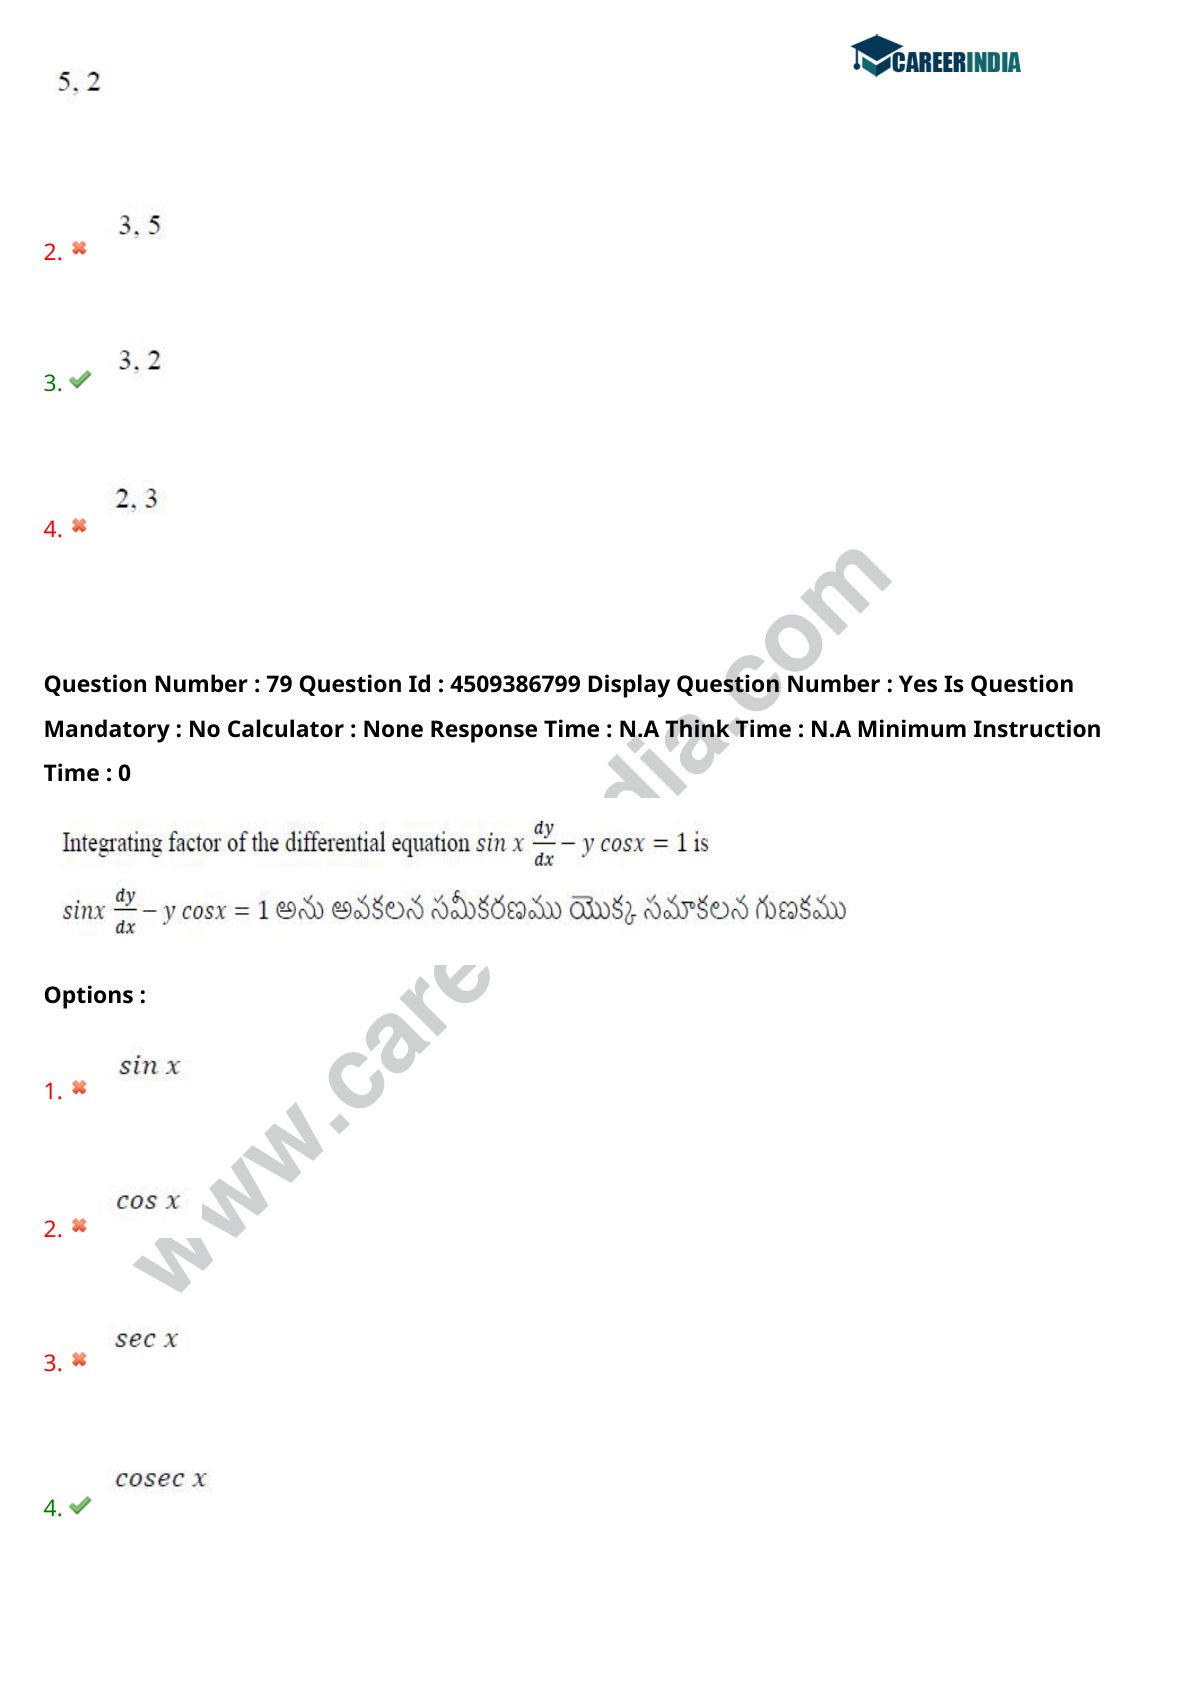 CAREERINDIA
5, 2
3, 5
2.
3, 2
3.
2, 3
4.
Question Number : 79 Question Id : 4509386799 Display Question Number : Yes Is Question
Mandatory : No Calculator : None Response Time : N.A Think Time : N.A Minimum Instruction
Time : 0
Integrating factor of the differential equation sin x dy/dx − y cosx = 1 is
sinx dy/dx − y cosx = 1 అను అవకలన సమీకరణము యొక్క సమాకలన గుణకము
Options :
sin x
1.
cos x
2.
sec x
3.
cosec x
4.
www.care dia.com